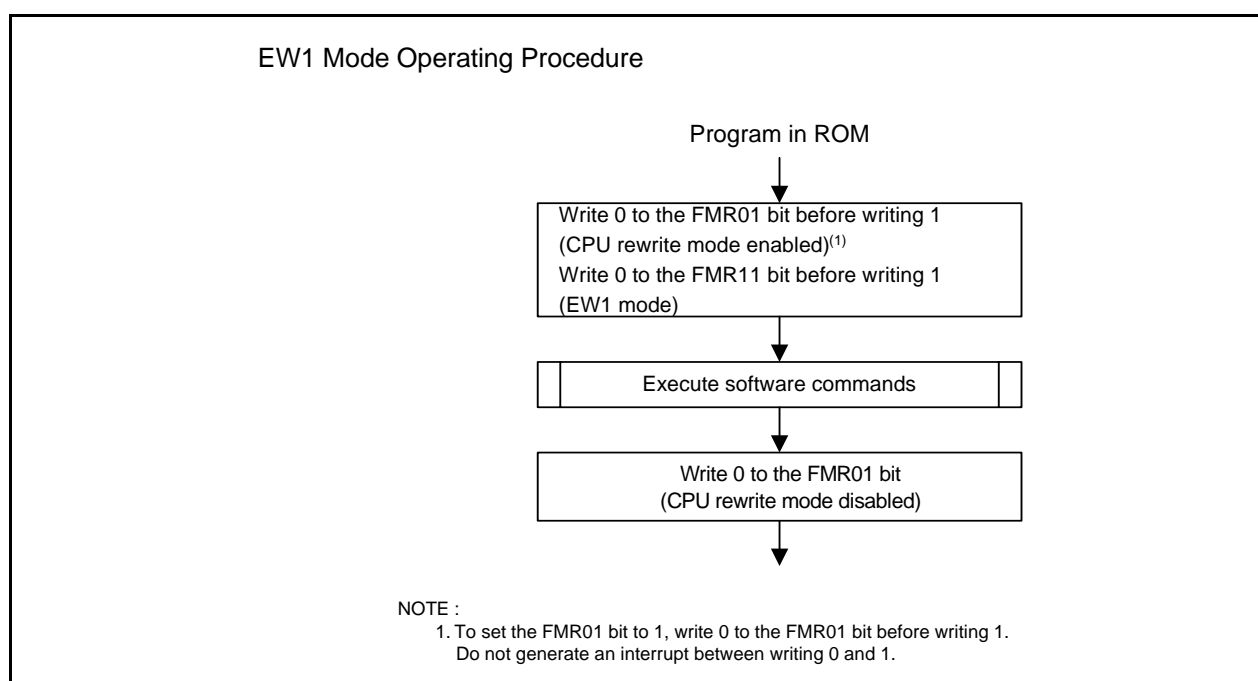 EW1 Mode Operating Procedure
Program in ROM
Write 0 to the FMR01 bit before writing 1
(CPU rewrite mode enabled)(1)
Write 0 to the FMR11 bit before writing 1
(EW1 mode)
Execute software commands
Write 0 to the FMR01 bit
(CPU rewrite mode disabled)
NOTE :
1. To set the FMR01 bit to 1, write 0 to the FMR01 bit before writing 1.
Do not generate an interrupt between writing 0 and 1.